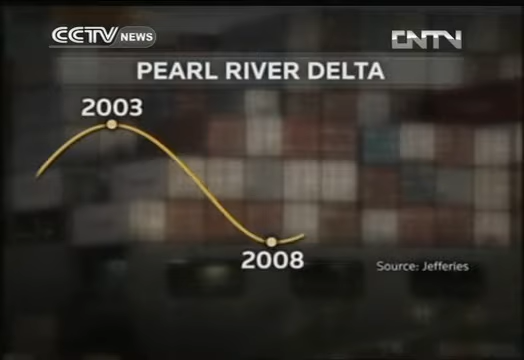 CCTV NEWS
CNTV
PEARL RIVER DELTA
2003
2008
Source: Jefferies